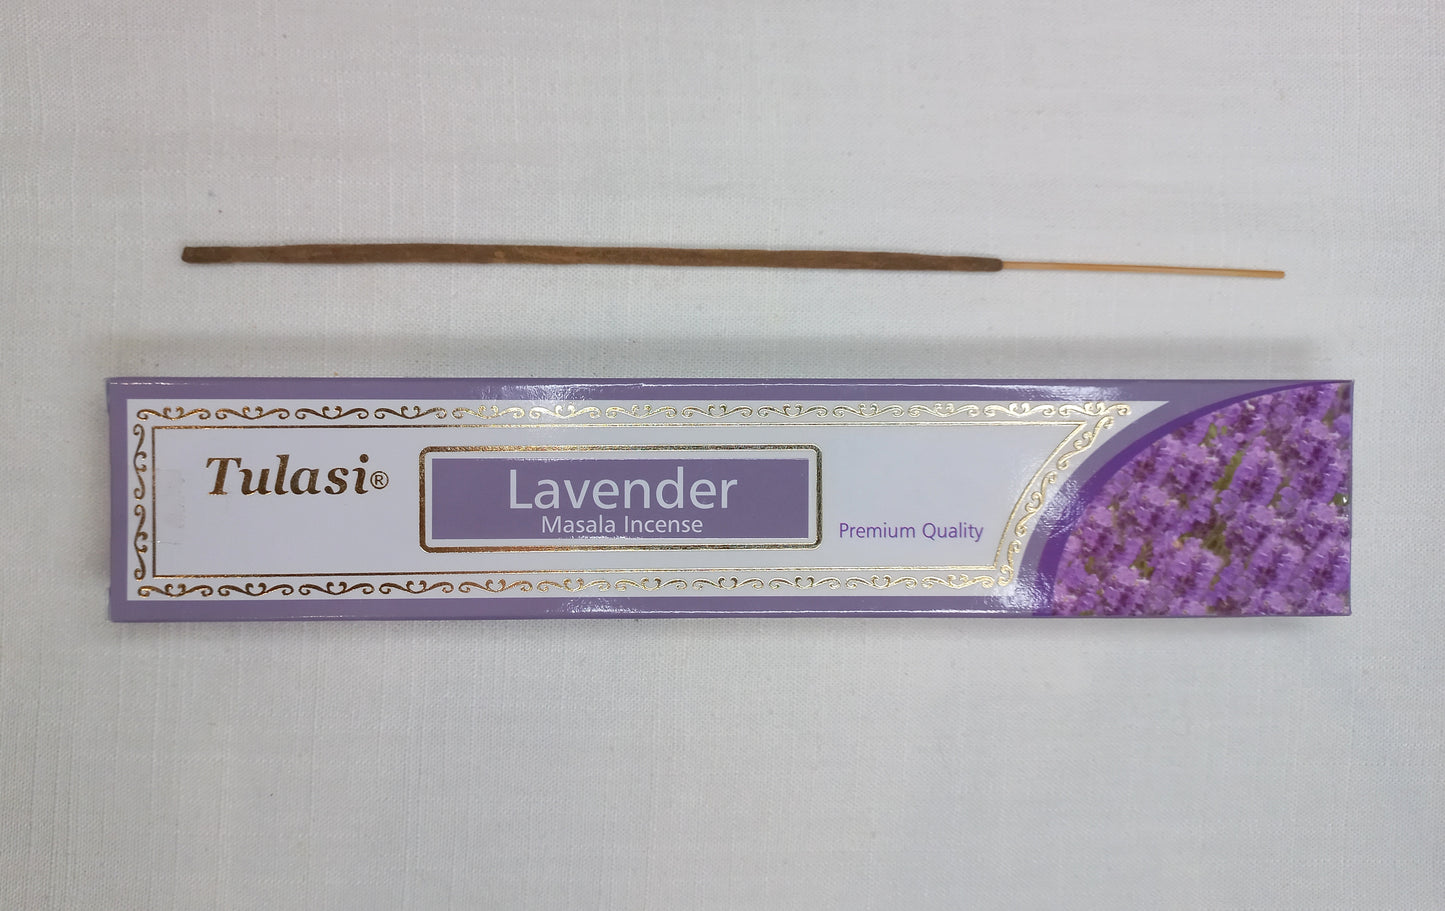 Tulasi®
Lavender
Masala Incense
Premium Quality